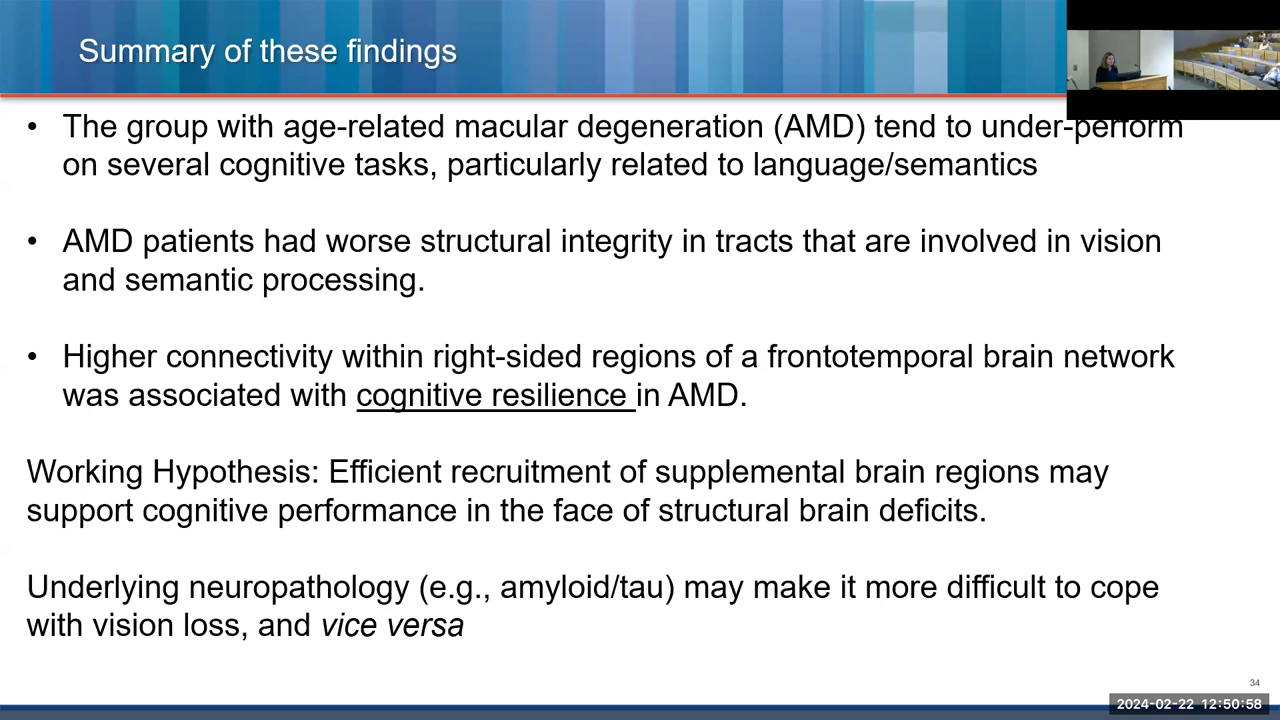 Summary of these findings
• The group with age-related macular degeneration (AMD) tend to under-perform
on several cognitive tasks, particularly related to language/semantics
• AMD patients had worse structural integrity in tracts that are involved in vision
and semantic processing.
• Higher connectivity within right-sided regions of a frontotemporal brain network
was associated with cognitive resilience in AMD.
Working Hypothesis: Efficient recruitment of supplemental brain regions may
support cognitive performance in the face of structural brain deficits.
Underlying neuropathology (e.g., amyloid/tau) may make it more difficult to cope
with vision loss, and vice versa
34
2024-02-22 12:50:58